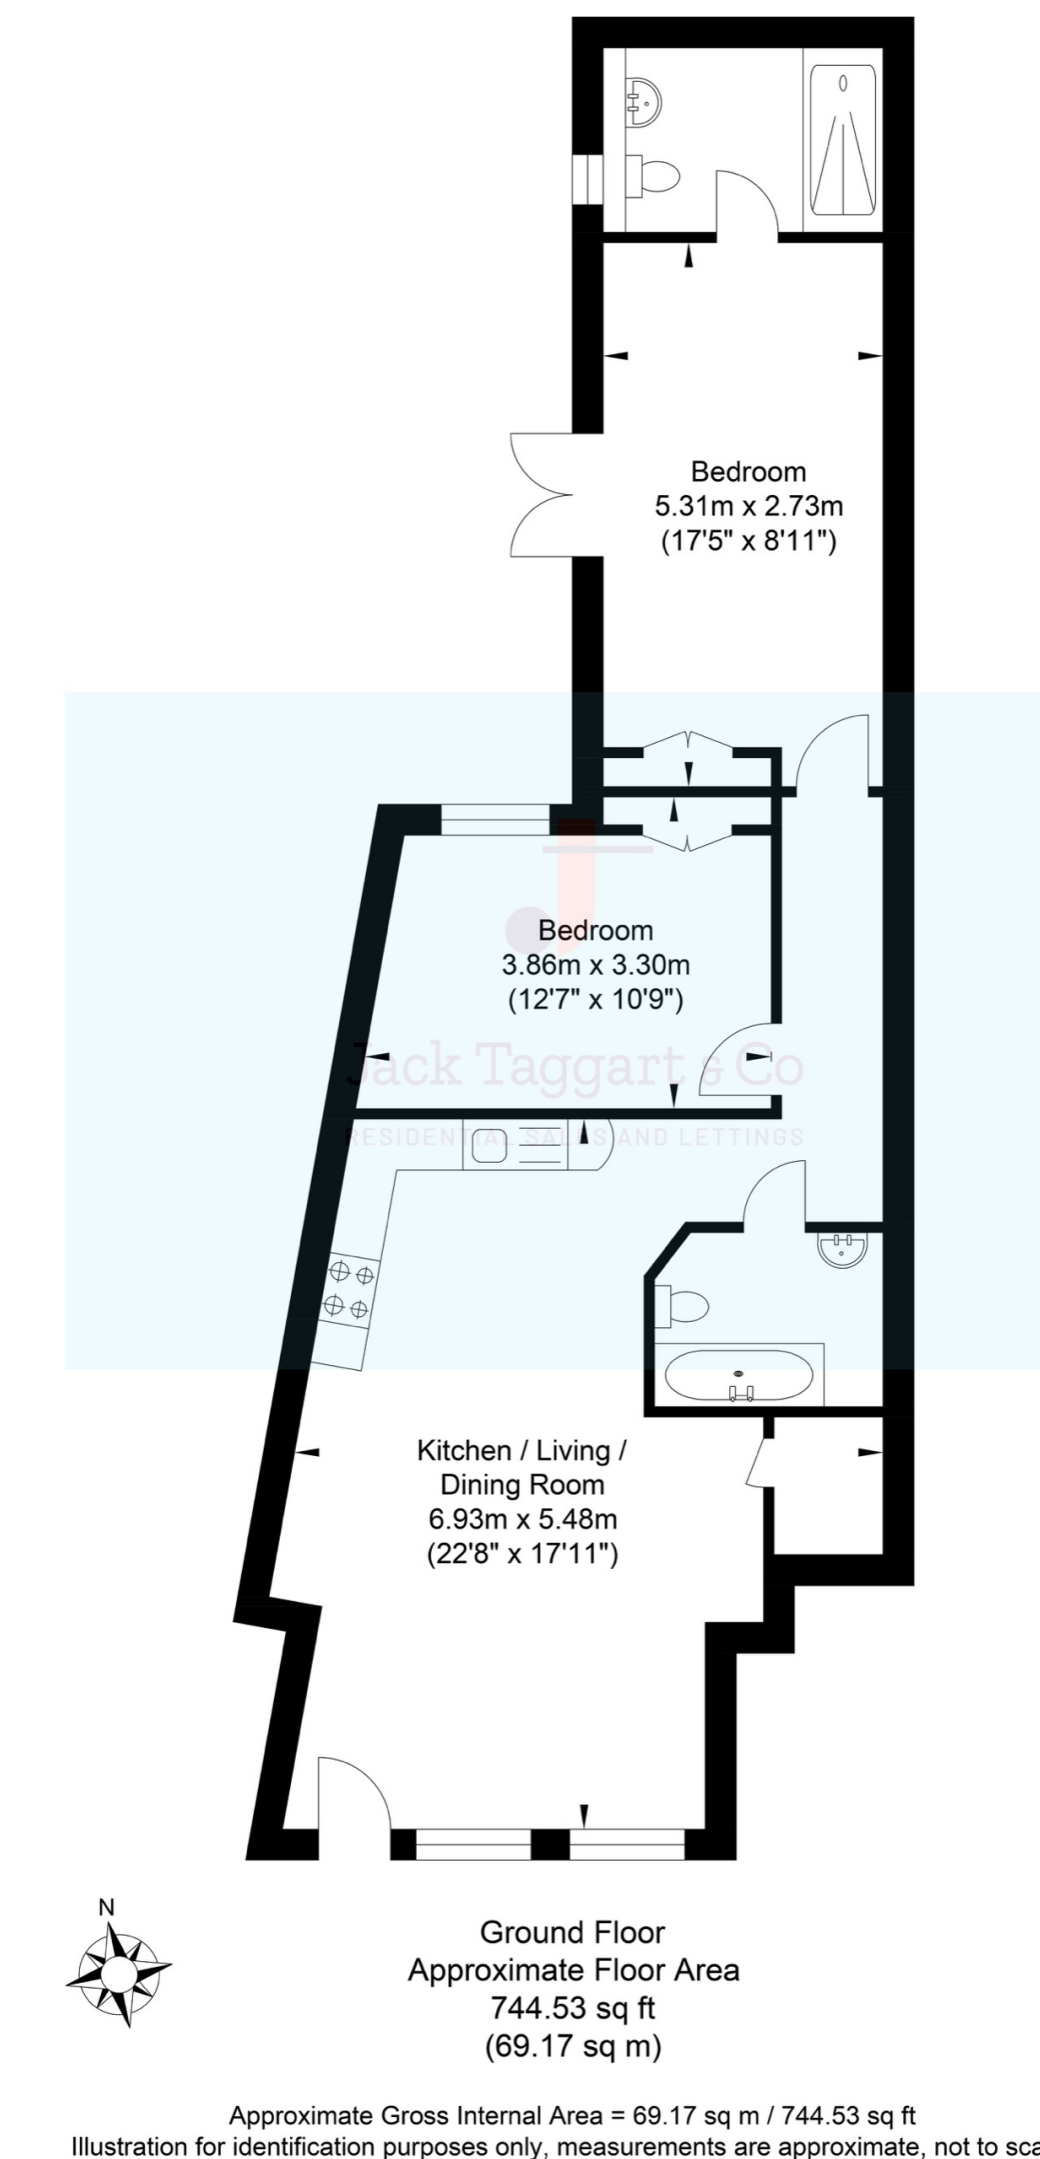 Bedroom
5.31m x 2.73m
(17'5" x 8'11")
Bedroom
3.86m x 3.30m
(12'7" x 10'9")
Jack Taggart & Co
RESIDENTIAL SALES AND LETTINGS
Kitchen / Living /
Dining Room
6.93m x 5.48m
(22'8" x 17'11")
N
Ground Floor
Approximate Floor Area
744.53 sq ft
(69.17 sq m)
Approximate Gross Internal Area = 69.17 sq m / 744.53 sq ft
Illustration for identification purposes only, measurements are approximate, not to sca